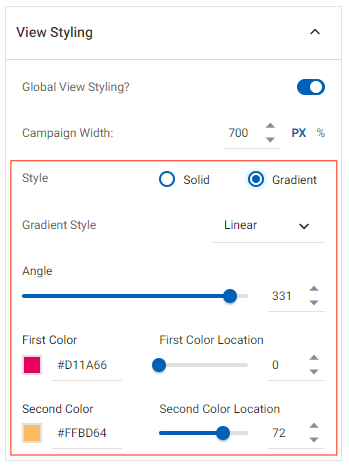 View Styling
Global View Styling?
Campaign Width: 700 PX %
Style Solid Gradient
Gradient Style Linear
Angle
331
First Color First Color Location
#D11A66 0
Second Color Second Color Location
#FFBD64 72